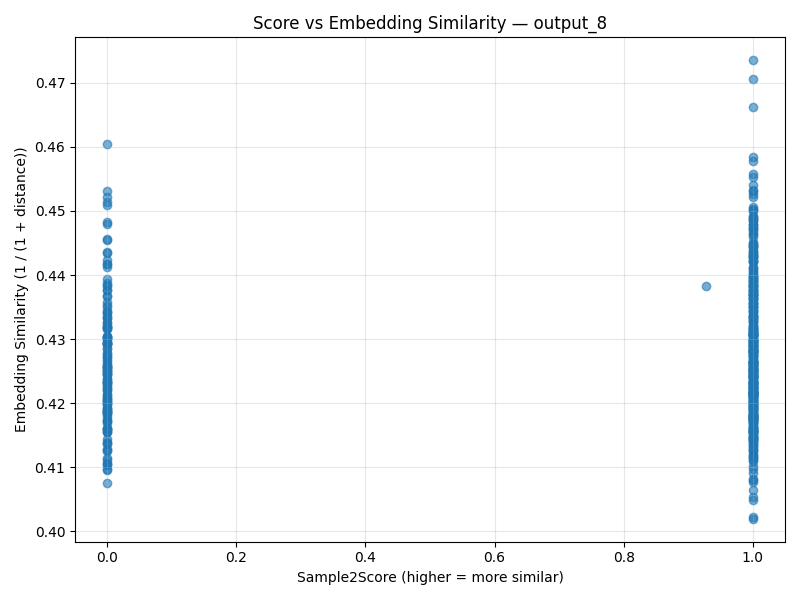 Score vs Embedding Similarity — output_8
Embedding Similarity (1 / (1 + distance))
0.47
0.46
0.45
0.44
0.43
0.42
0.41
0.40
0.0 0.2 0.4 0.6 0.8 1.0
Sample2Score (higher = more similar)